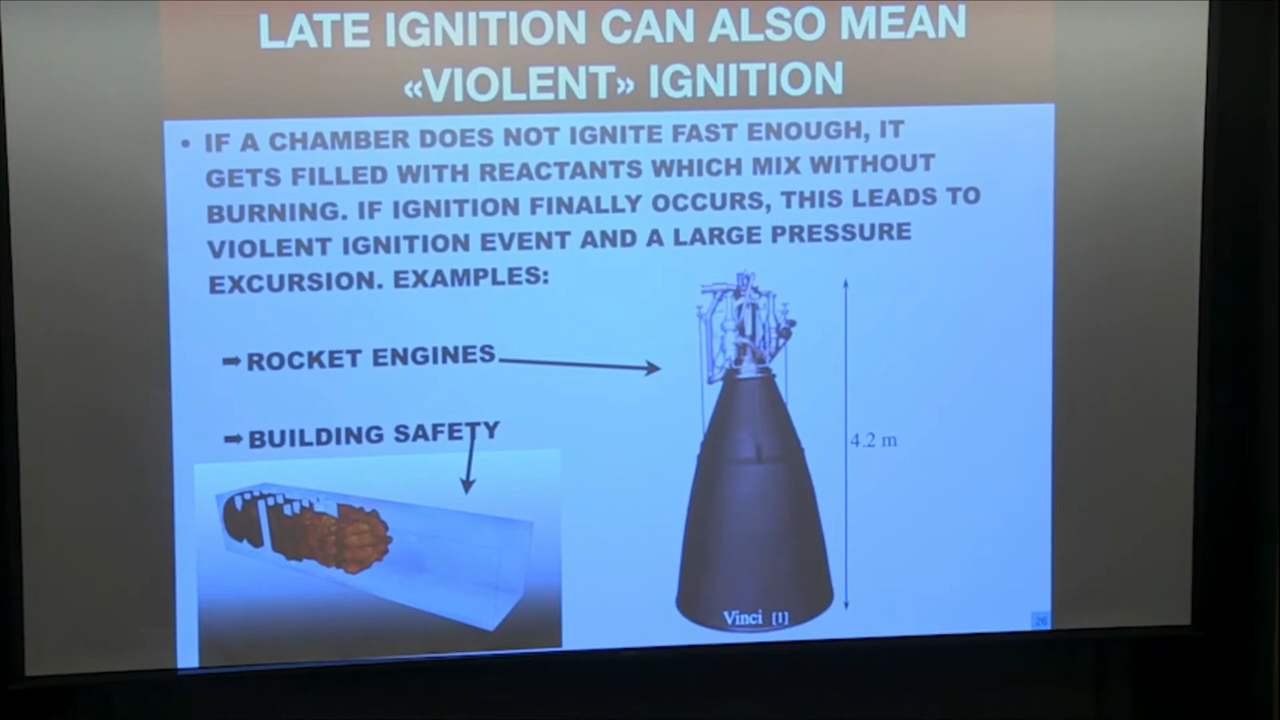 LATE IGNITION CAN ALSO MEAN
«VIOLENT» IGNITION
• IF A CHAMBER DOES NOT IGNITE FAST ENOUGH, IT
GETS FILLED WITH REACTANTS WHICH MIX WITHOUT
BURNING. IF IGNITION FINALLY OCCURS, THIS LEADS TO
VIOLENT IGNITION EVENT AND A LARGE PRESSURE
EXCURSION. EXAMPLES:
➡ROCKET ENGINES
➡BUILDING SAFETY
4.2 m
Vinci [1]
26